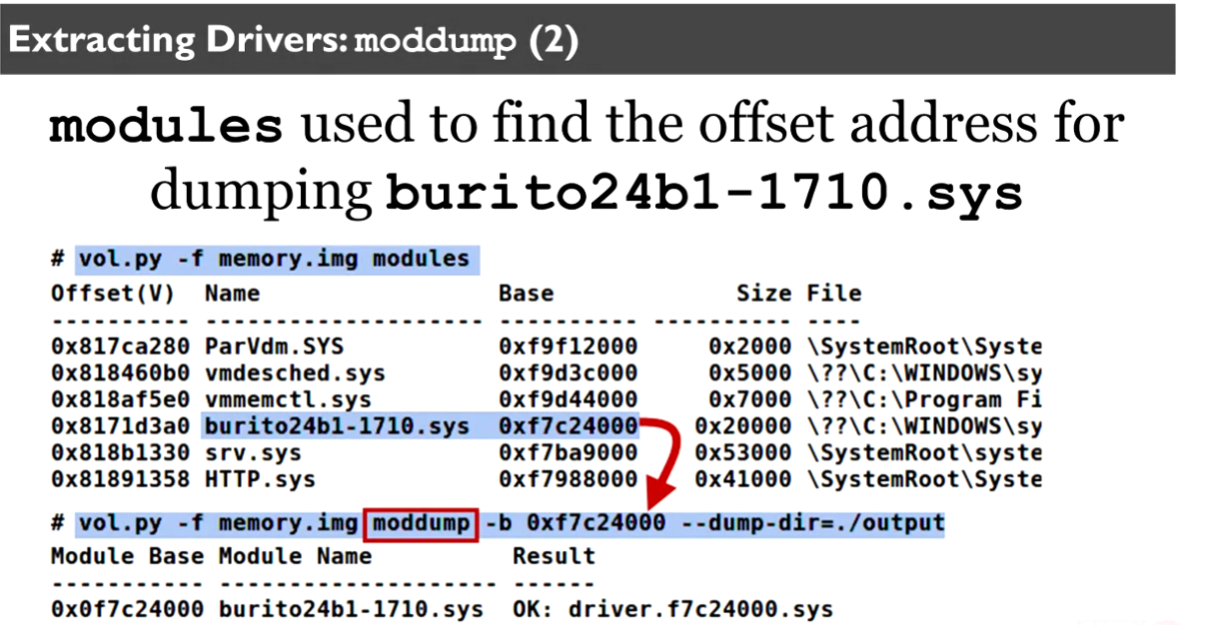 Extracting Drivers: moddump (2)
modules used to find the offset address for
dumping burito24b1-1710.sys
# vol.py -f memory.img modules
Offset(V) Name Base Size File
---------- -------------------- ---------- ---------- ----
0x817ca280 ParVdm.SYS 0xf9f12000 0x2000 \SystemRoot\Syste
0x818460b0 vmdesched.sys 0xf9d3c000 0x5000 \??\C:\WINDOWS\sy
0x818af5e0 vmmemctl.sys 0xf9d44000 0x7000 \??\C:\Program Fi
0x8171d3a0 burito24b1-1710.sys 0xf7c24000 0x20000 \??\C:\WINDOWS\sy
0x818b1330 srv.sys 0xf7ba9000 0x53000 \SystemRoot\syste
0x81891358 HTTP.sys 0xf7988000 0x41000 \SystemRoot\Syste
# vol.py -f memory.img moddump -b 0xf7c24000 --dump-dir=./output
Module Base Module Name Result
----------- -------------------- ------
0x0f7c24000 burito24b1-1710.sys OK: driver.f7c24000.sys